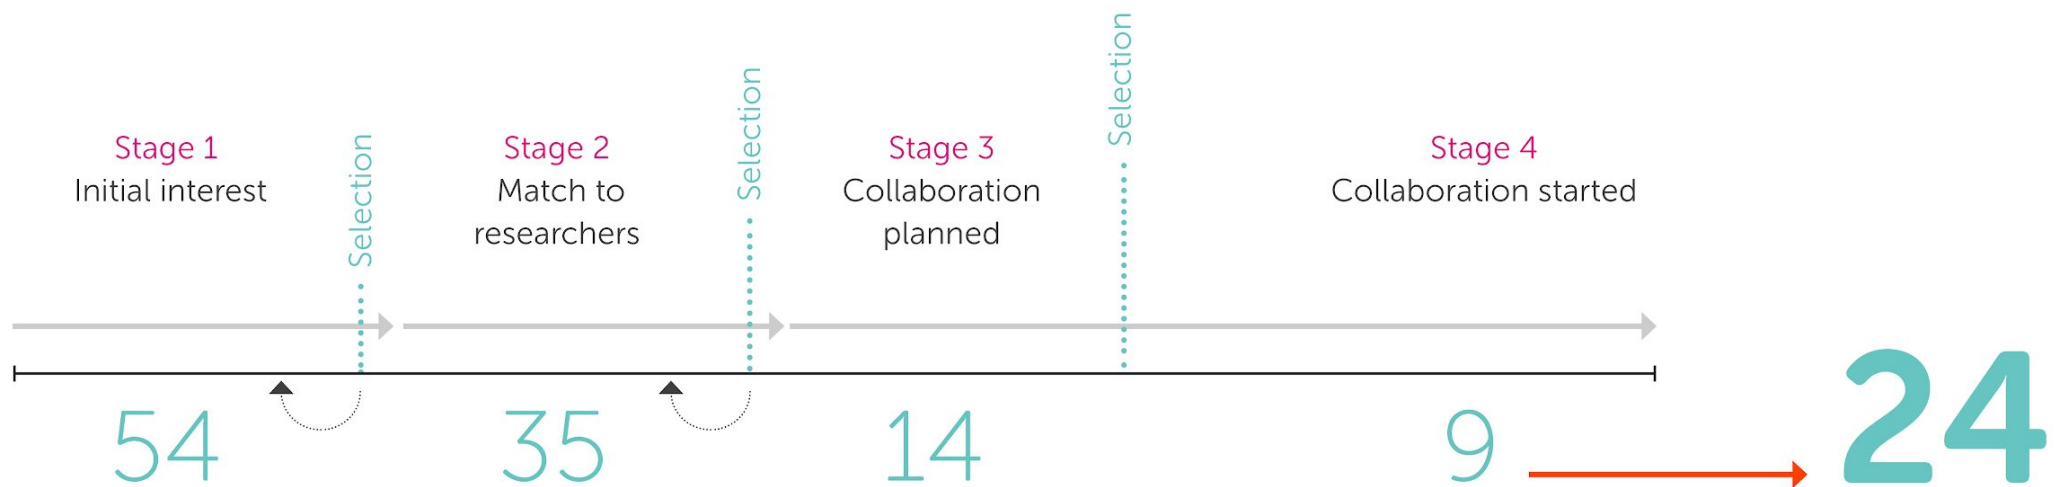 Stage 1
Initial interest
Selection
Stage 2
Match to
researchers
Selection
Stage 3
Collaboration
planned
Selection
Stage 4
Collaboration started
54
35
14
9
24